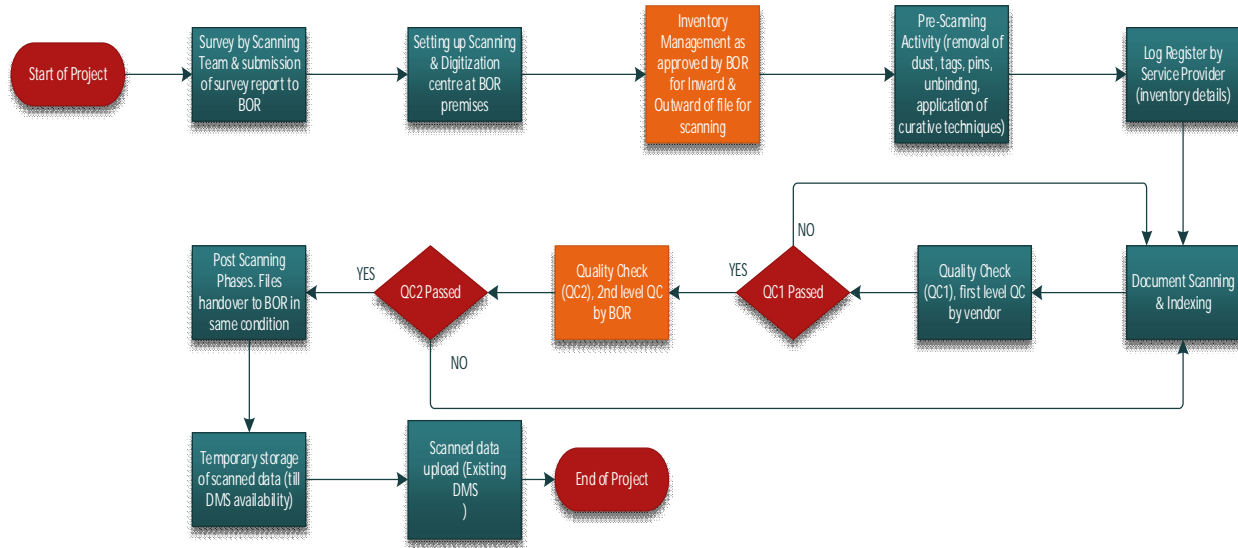 Start of Project
Survey by Scanning
Team & submission
of survey report to
BOR
Setting up Scanning
& Digitization
centre at BOR
premises
Inventory
Management as
approved by BOR
for Inward &
Outward of file for
scanning
Pre-Scanning
Activity (removal of
dust, tags, pins,
unbinding,
application of
curative techniques)
Log Register by
Service Provider
(inventory details)
Document Scanning
& Indexing
Quality Check
(QC1), first level QC
by vendor
QC1 Passed
NO
YES
Quality Check
(QC2), 2nd level QC
by BOR
QC2 Passed
YES
NO
Post Scanning
Phases. Files
handover to BOR in
same condition
Temporary storage
of scanned data (till
DMS availability)
Scanned data
upload (Existing
DMS
)
End of Project